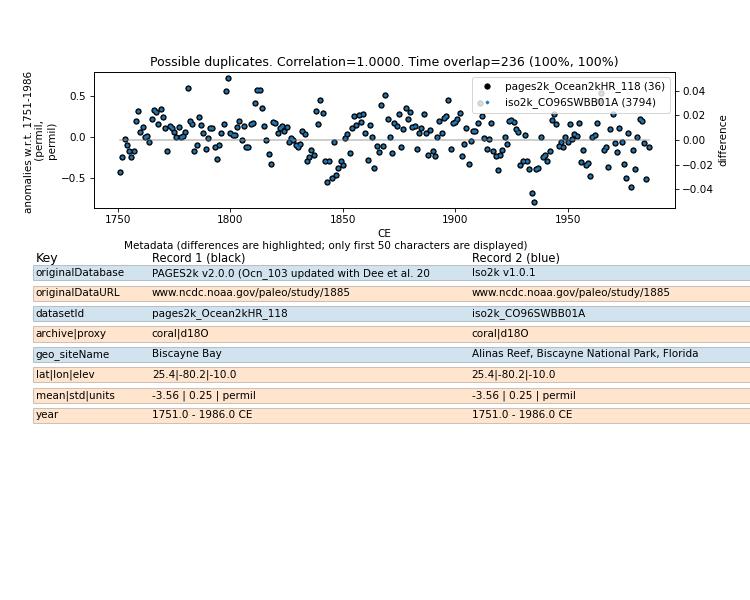 Possible duplicates. Correlation=1.0000. Time overlap=236 (100%, 100%)
anomalies w.r.t. 1751-1986
(permil,
permil)
0.5
0.0
−0.5
pages2k_Ocean2kHR_118 (36)
iso2k_CO96SWBB01A (3794)
0.04
0.02
0.00
−0.02
−0.04
difference
1750 1800 1850 1900 1950
CE
Metadata (differences are highlighted; only first 50 characters are displayed)
Key Record 1 (black) Record 2 (blue)
originalDatabase PAGES2k v2.0.0 (Ocn_103 updated with Dee et al. 20 Iso2k v1.0.1
originalDataURL www.ncdc.noaa.gov/paleo/study/1885 www.ncdc.noaa.gov/paleo/study/1885
datasetId pages2k_Ocean2kHR_118 iso2k_CO96SWBB01A
archive|proxy coral|d18O coral|d18O
geo_siteName Biscayne Bay Alinas Reef, Biscayne National Park, Florida
lat|lon|elev 25.4|-80.2|-10.0 25.4|-80.2|-10.0
mean|std|units -3.56 | 0.25 | permil -3.56 | 0.25 | permil
year 1751.0 - 1986.0 CE 1751.0 - 1986.0 CE